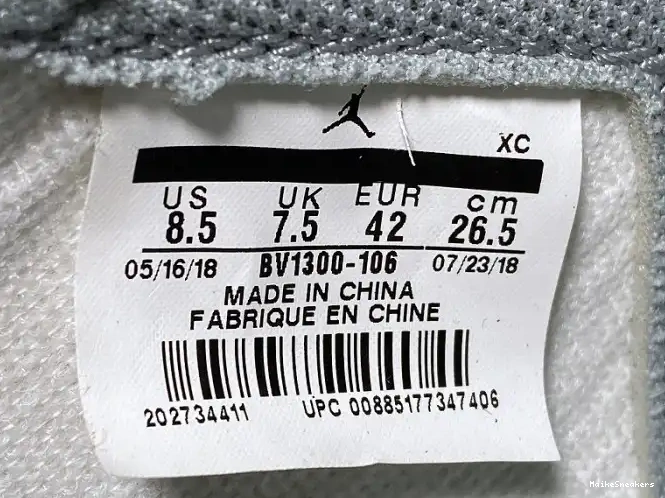 XC
US UK EUR cm
8.5 7.5 42 26.5
05/16/18 BV1300-106 07/23/18
MADE IN CHINA
FABRIQUE EN CHINE
202734411 UPC 00885177347406
MdikeSneakers